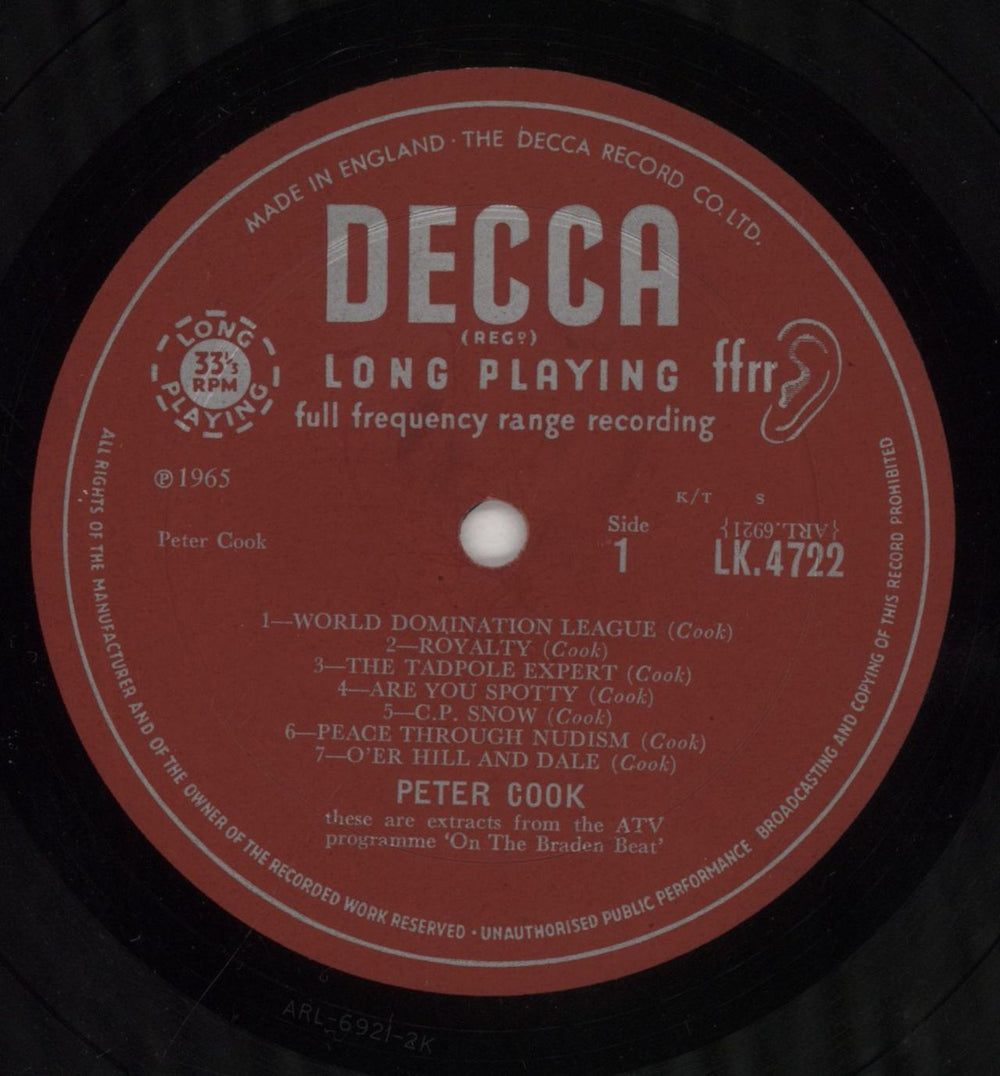 MADE IN ENGLAND · THE DECCA RECORD CO. LTD.
DECCA
(REGD)
LONG PLAYING
ffrr
full frequency range recording
LONG
33⅓
RPM
PLAYING
℗ 1965
K/T S
Peter Cook
Side
1
{ARL.6921}
LK.4722
1—WORLD DOMINATION LEAGUE (Cook)
2—ROYALTY (Cook)
3—THE TADPOLE EXPERT (Cook)
4—ARE YOU SPOTTY (Cook)
5—C.P. SNOW (Cook)
6—PEACE THROUGH NUDISM (Cook)
7—O'ER HILL AND DALE (Cook)
PETER COOK
these are extracts from the ATV
programme ‘On The Braden Beat’
ALL RIGHTS OF THE MANUFACTURER AND OF THE OWNER OF THE RECORDED WORK RESERVED · UNAUTHORISED PUBLIC PERFORMANCE BROADCASTING AND COPYING OF THIS RECORD PROHIBITED
ARL-6921-2K